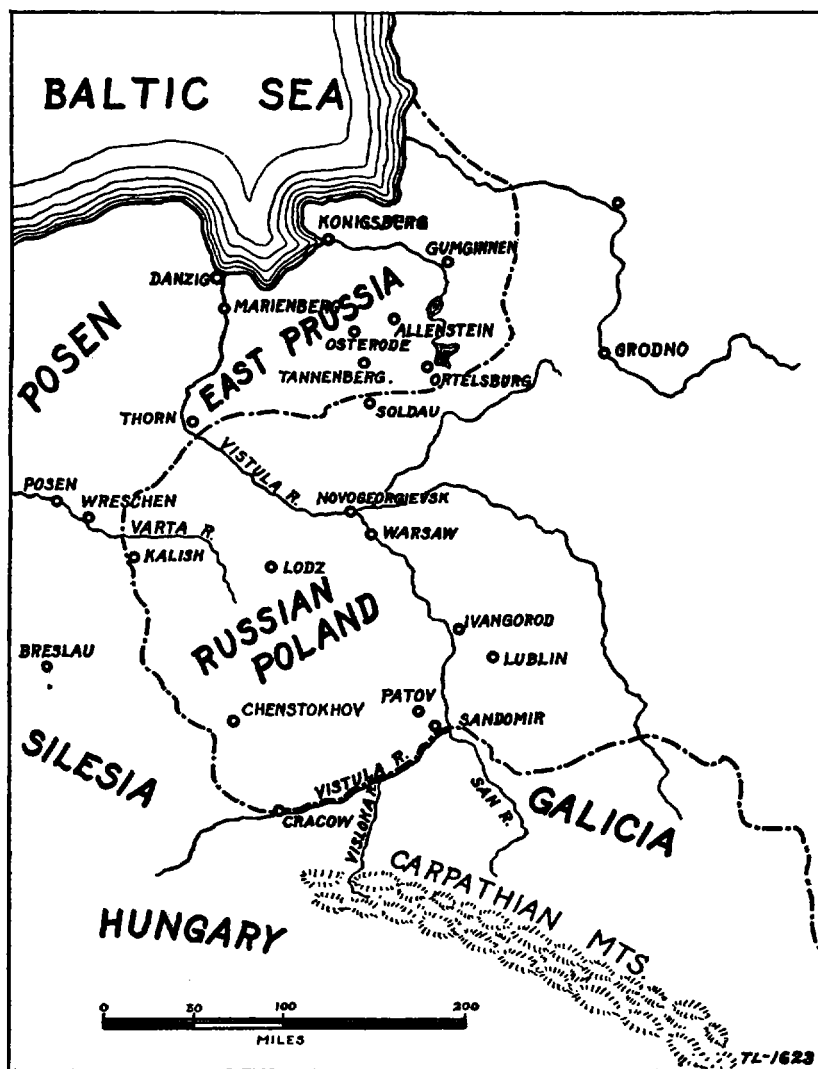 BALTIC SEA
KONIGSBERG
GUMGINNEN
DANZIG
MARIENBERG
POSEN
EAST PRUSSIA
ALLENSTEIN
OSTERODE
GRODNO
TANNENBERG.
ORTELSBURG
SOLDAU
THORN
VISTULA R.
POSEN
WRESCHEN
NOVOGEORGIEVSK
VARTA R.
WARSAW
KALISH
LODZ
RUSSIAN
POLAND
IVANGOROD
BRESLAU
LUBLIN
PATOV
CHENSTOKHOV
SANDOMIR
SILESIA
VISTULA R.
SAN R.
GALICIA
CRACOW
VISLOKA R.
CARPATHIAN MTS.
HUNGARY
0 50 100 200
MILES
TL-1623